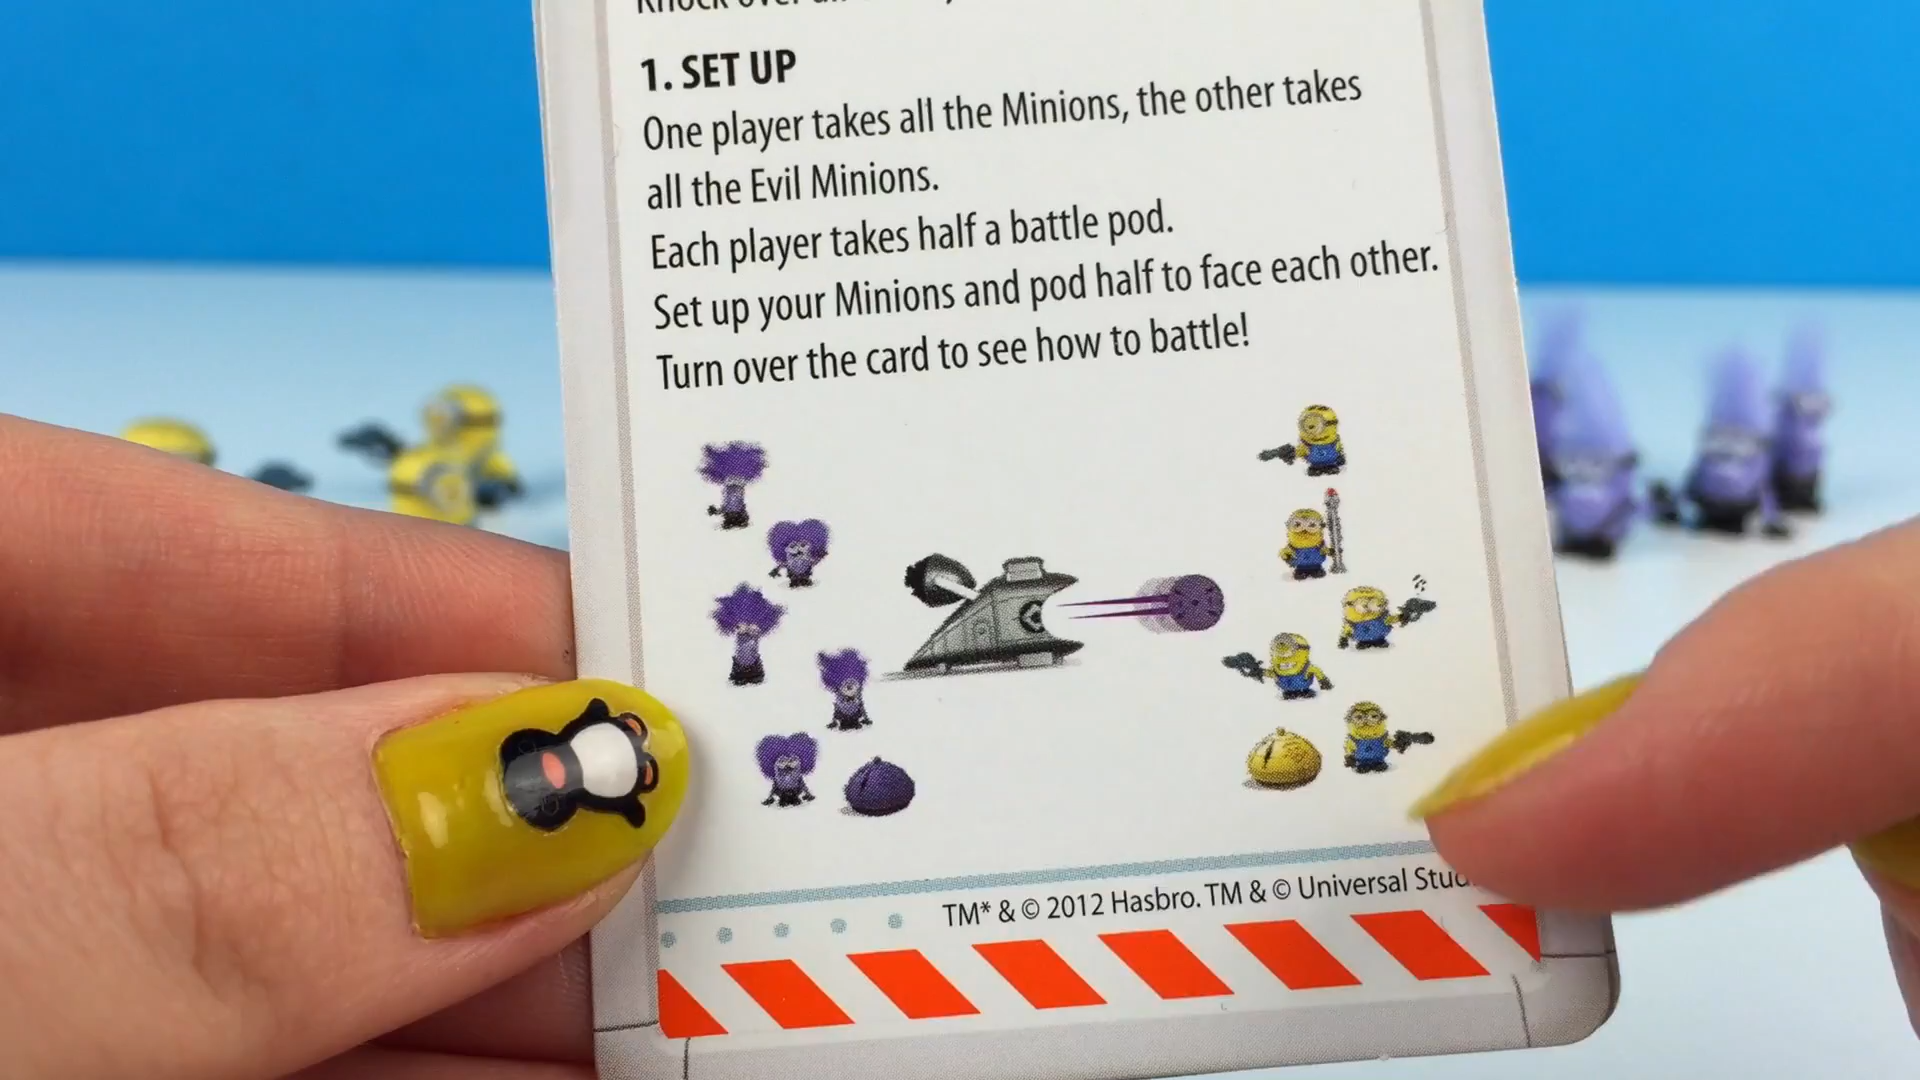 Knock over
1. SET UP
One player takes all the Minions, the other takes
all the Evil Minions.
Each player takes half a battle pod.
Set up your Minions and pod half to face each other.
Turn over the card to see how to battle!
TM* & © 2012 Hasbro. TM & © Universal